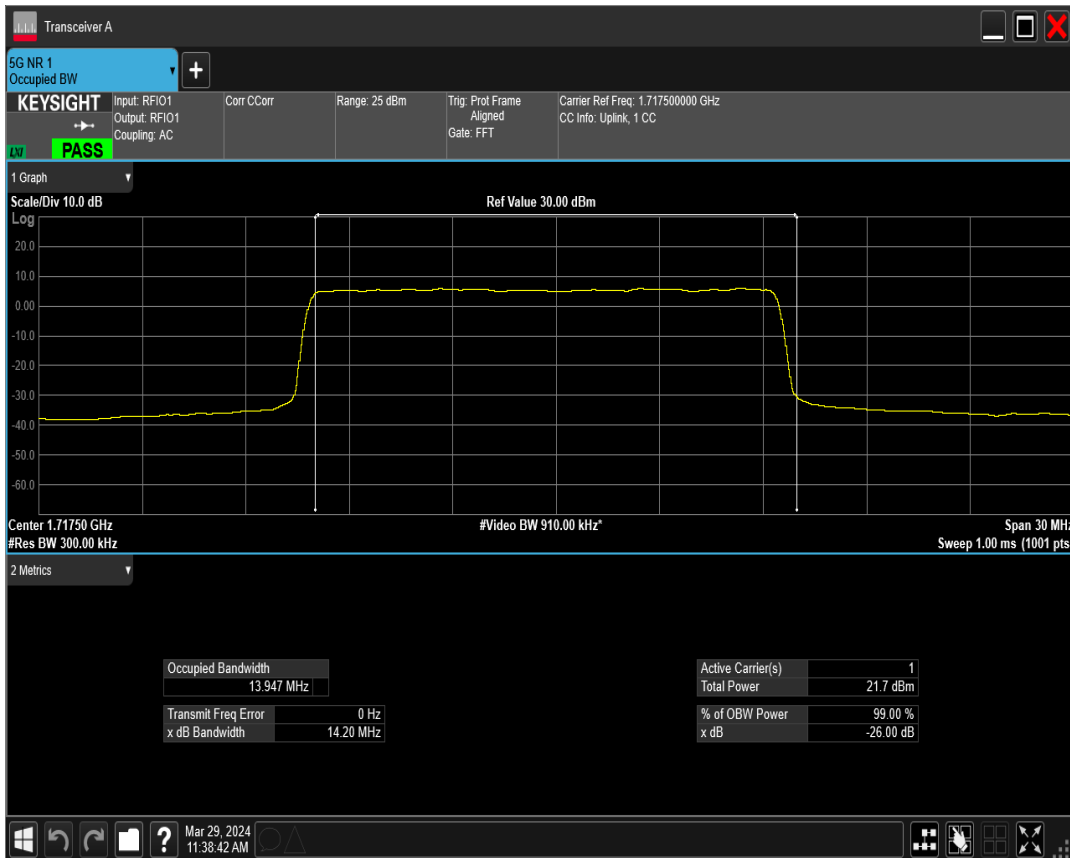 Transceiver A
5G NR 1
Occupied BW
KEYSIGHT
LXI
PASS
Input: RFIO1
Output: RFIO1
Coupling: AC
Corr CCorr
Range: 25 dBm
Trig: Prot Frame
Aligned
Gate: FFT
Carrier Ref Freq: 1.717500000 GHz
CC Info: Uplink, 1 CC
1 Graph
Scale/Div 10.0 dB
Ref Value 30.00 dBm
Log
20.0
10.0
0.00
-10.0
-20.0
-30.0
-40.0
-50.0
-60.0
Center 1.71750 GHz
#Video BW 910.00 kHz*
Span 30 MHz
#Res BW 300.00 kHz
Sweep 1.00 ms (1001 pts
2 Metrics
Occupied Bandwidth
13.947 MHz
Transmit Freq Error 0 Hz
x dB Bandwidth 14.20 MHz
Active Carrier(s) 1
Total Power 21.7 dBm
% of OBW Power 99.00 %
x dB -26.00 dB
?
Mar 29, 2024
11:38:42 AM